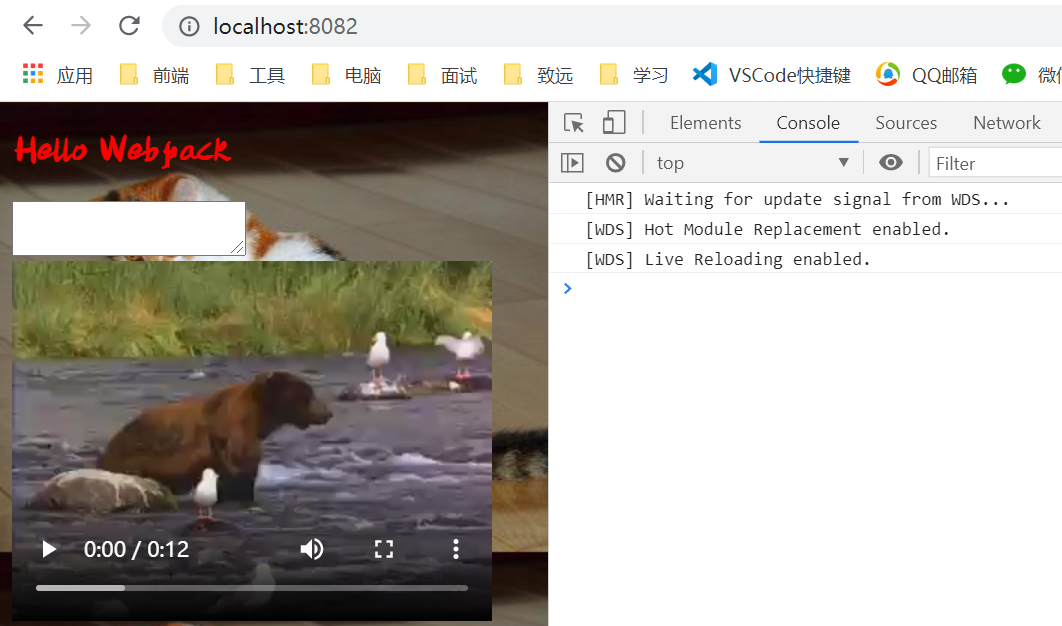 localhost:8082
应用 前端 工具 电脑 面试 致远 学习 VSCode快捷键 QQ邮箱
Elements Console Sources Network
top Filter
Hello Webpack
[HMR] Waiting for update signal from WDS...
[WDS] Hot Module Replacement enabled.
[WDS] Live Reloading enabled.
0:00 / 0:12